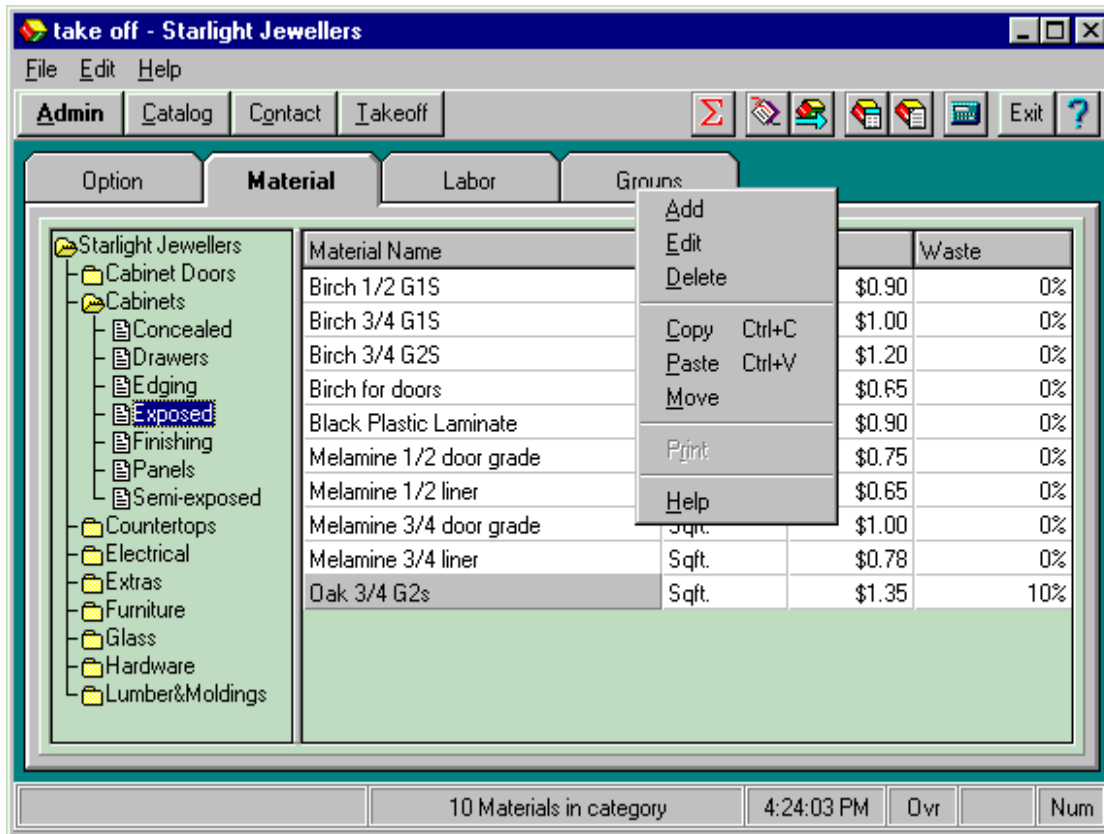 take off - Starlight Jewellers
File Edit Help
Admin Catalog Contact Takeoff Σ Exit ?
Option Material Labor Groups
Starlight Jewellers
Cabinet Doors
Cabinets
Concealed
Drawers
Edging
Exposed
Finishing
Panels
Semi-exposed
Countertops
Electrical
Extras
Furniture
Glass
Hardware
Lumber&Moldings
Material Name Waste
Birch 1/2 G1S $0.90 0%
Birch 3/4 G1S $1.00 0%
Birch 3/4 G2S $1.20 0%
Birch for doors $0.65 0%
Black Plastic Laminate $0.90 0%
Melamine 1/2 door grade $0.75 0%
Melamine 1/2 liner $0.65 0%
Melamine 3/4 door grade Sqft. $1.00 0%
Melamine 3/4 liner Sqft. $0.78 0%
Oak 3/4 G2s Sqft. $1.35 10%
Add
Edit
Delete
Copy Ctrl+C
Paste Ctrl+V
Move
Print
Help
10 Materials in category 4:24:03 PM Ovr Num